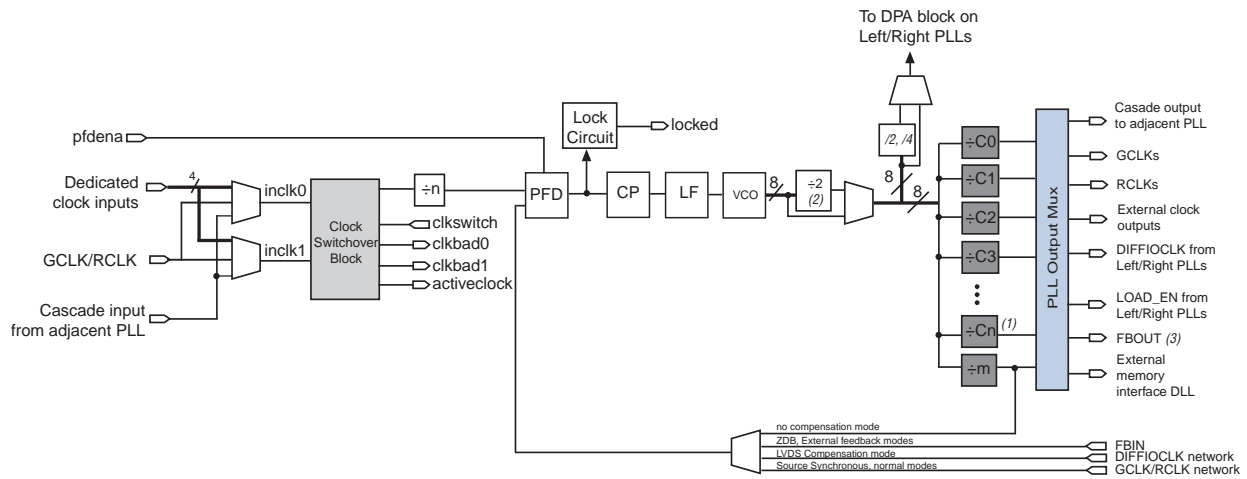 To DPA block on
Left/Right PLLs
pfdena
Lock
Circuit
locked
/2, /4
Casade output
to adjacent PLL
÷C0
GCLKs
4
Dedicated
clock inputs
inclk0
÷n
PFD
CP
LF
VCO
8
÷2
(2)
8
8
÷C1
RCLKs
÷C2
External clock
outputs
Clock
Switchover
Block
clkswitch
clkbad0
clkbad1
activeclock
inclk1
GCLK/RCLK
÷C3
PLL Output Mux
DIFFIOCLK from
Left/Right PLLs
Cascade input
from adjacent PLL
LOAD_EN from
Left/Right PLLs
÷Cn
(1)
FBOUT (3)
÷m
External
memory
interface DLL
no compensation mode
ZDB, External feedback modes
FBIN
LVDS Compensation mode
DIFFIOCLK network
Source Synchronous, normal modes
GCLK/RCLK network